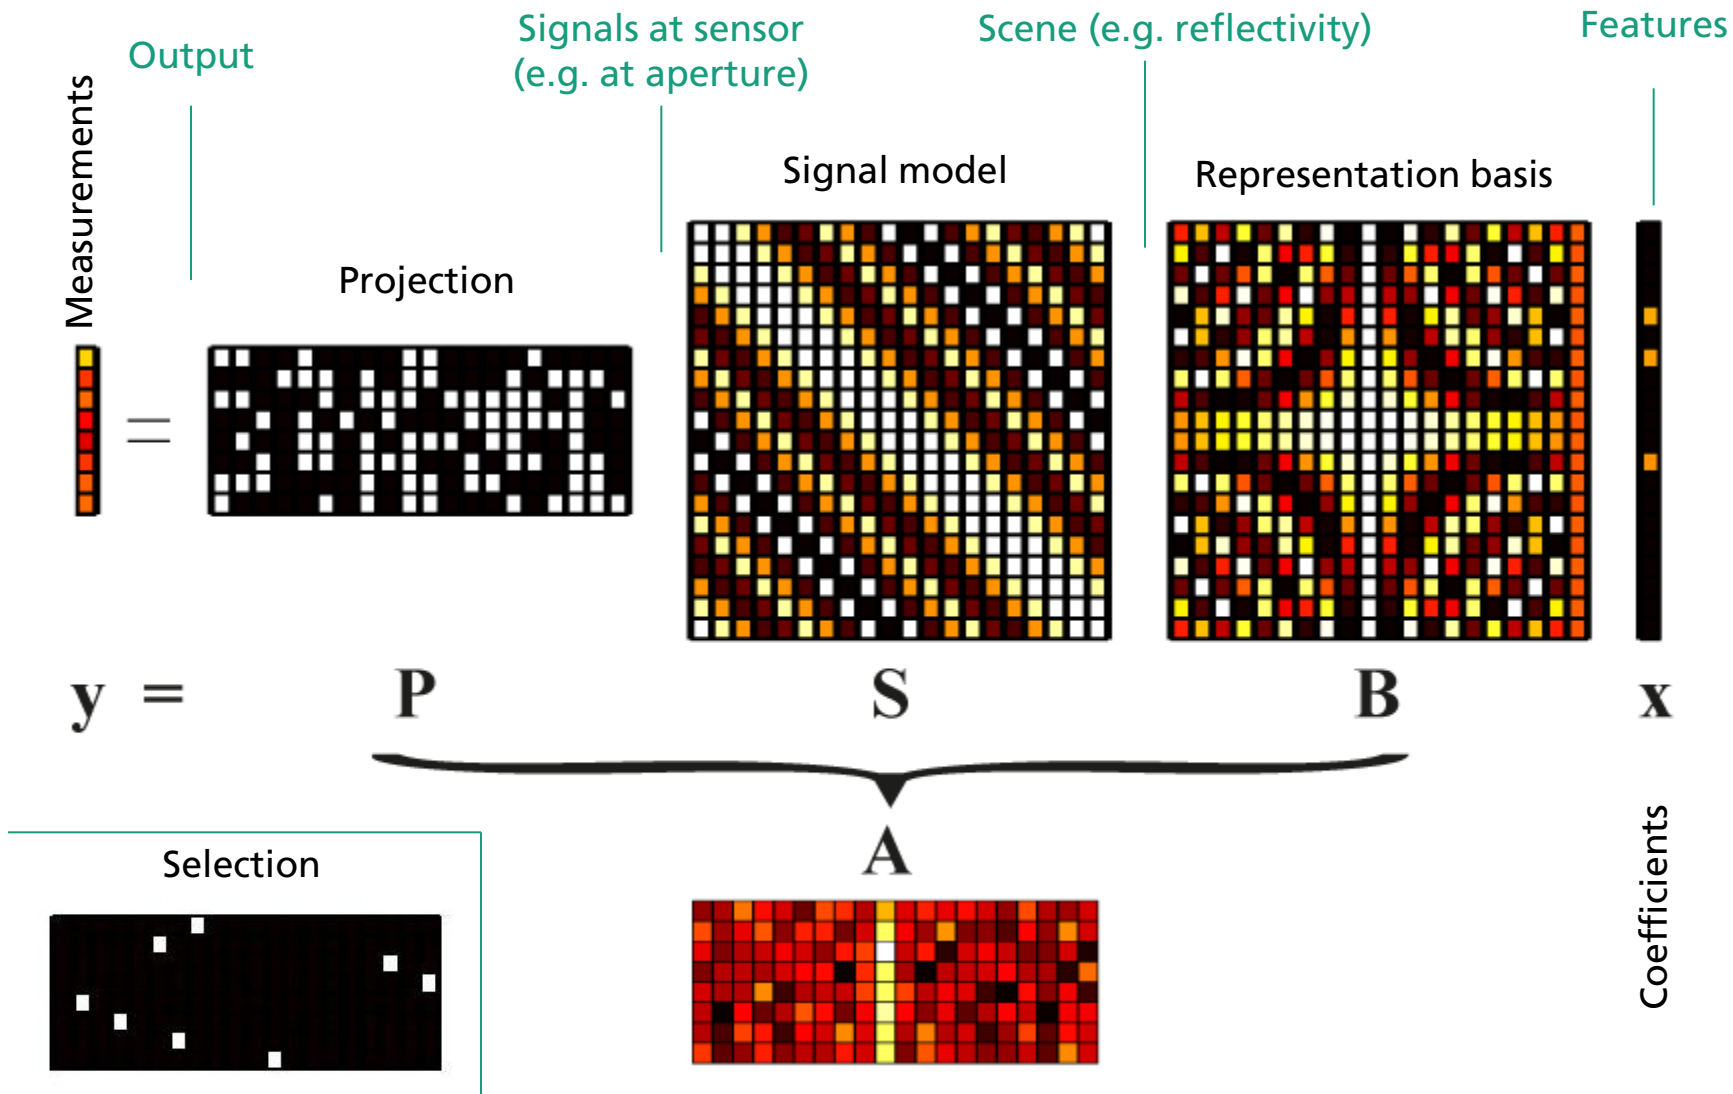 Output
Signals at sensor
(e.g. at aperture)
Scene (e.g. reflectivity)
Features
Measurements
Projection
Signal model
Representation basis
=
y = P S B x
A
Selection
Coefficients